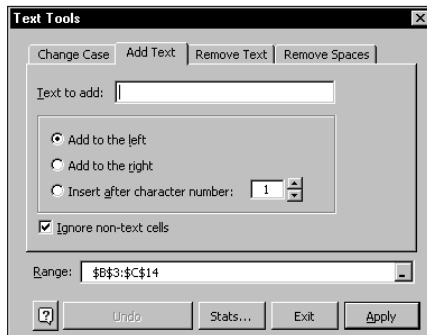 Text Tools
Change Case Add Text Remove Text Remove Spaces
Text to add:
Add to the left
Add to the right
Insert after character number: 1
Ignore non-text cells
Range: $B$3:$C$14
Undo Stats... Exit Apply